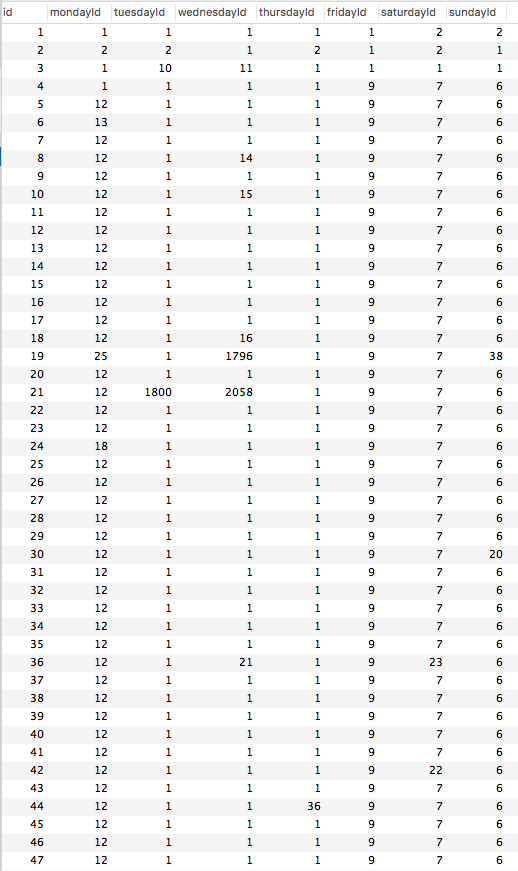 id mondayId tuesdayId wednesdayId thursdayId fridayId saturdayId sundayId
1 1 1 1 1 1 2 2
2 2 2 1 2 1 2 1
3 1 10 11 1 1 1 1
4 1 1 1 1 9 7 6
5 12 1 1 1 9 7 6
6 13 1 1 1 9 7 6
7 12 1 1 1 9 7 6
8 12 1 14 1 9 7 6
9 12 1 1 1 9 7 6
10 12 1 15 1 9 7 6
11 12 1 1 1 9 7 6
12 12 1 1 1 9 7 6
13 12 1 1 1 9 7 6
14 12 1 1 1 9 7 6
15 12 1 1 1 9 7 6
16 12 1 1 1 9 7 6
17 12 1 1 1 9 7 6
18 12 1 16 1 9 7 6
19 25 1 1796 1 9 7 38
20 12 1 1 1 9 7 6
21 12 1800 2058 1 9 7 6
22 12 1 1 1 9 7 6
23 12 1 1 1 9 7 6
24 18 1 1 1 9 7 6
25 12 1 1 1 9 7 6
26 12 1 1 1 9 7 6
27 12 1 1 1 9 7 6
28 12 1 1 1 9 7 6
29 12 1 1 1 9 7 6
30 12 1 1 1 9 7 20
31 12 1 1 1 9 7 6
32 12 1 1 1 9 7 6
33 12 1 1 1 9 7 6
34 12 1 1 1 9 7 6
35 12 1 1 1 9 7 6
36 12 1 21 1 9 23 6
37 12 1 1 1 9 7 6
38 12 1 1 1 9 7 6
39 12 1 1 1 9 7 6
40 12 1 1 1 9 7 6
41 12 1 1 1 9 7 6
42 12 1 1 1 9 22 6
43 12 1 1 1 9 7 6
44 12 1 1 36 9 7 6
45 12 1 1 1 9 7 6
46 12 1 1 1 9 7 6
47 12 1 1 1 9 7 6